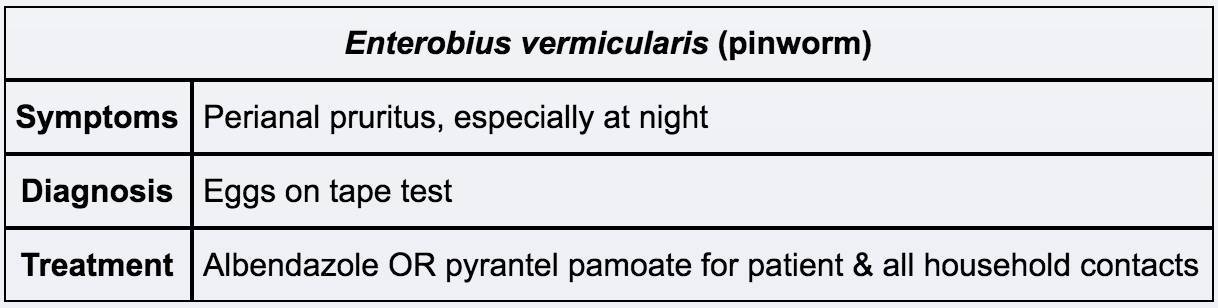 Enterobius vermicularis (pinworm)
Symptoms Perianal pruritus, especially at night
Diagnosis Eggs on tape test
Treatment Albendazole OR pyrantel pamoate for patient & all household contacts